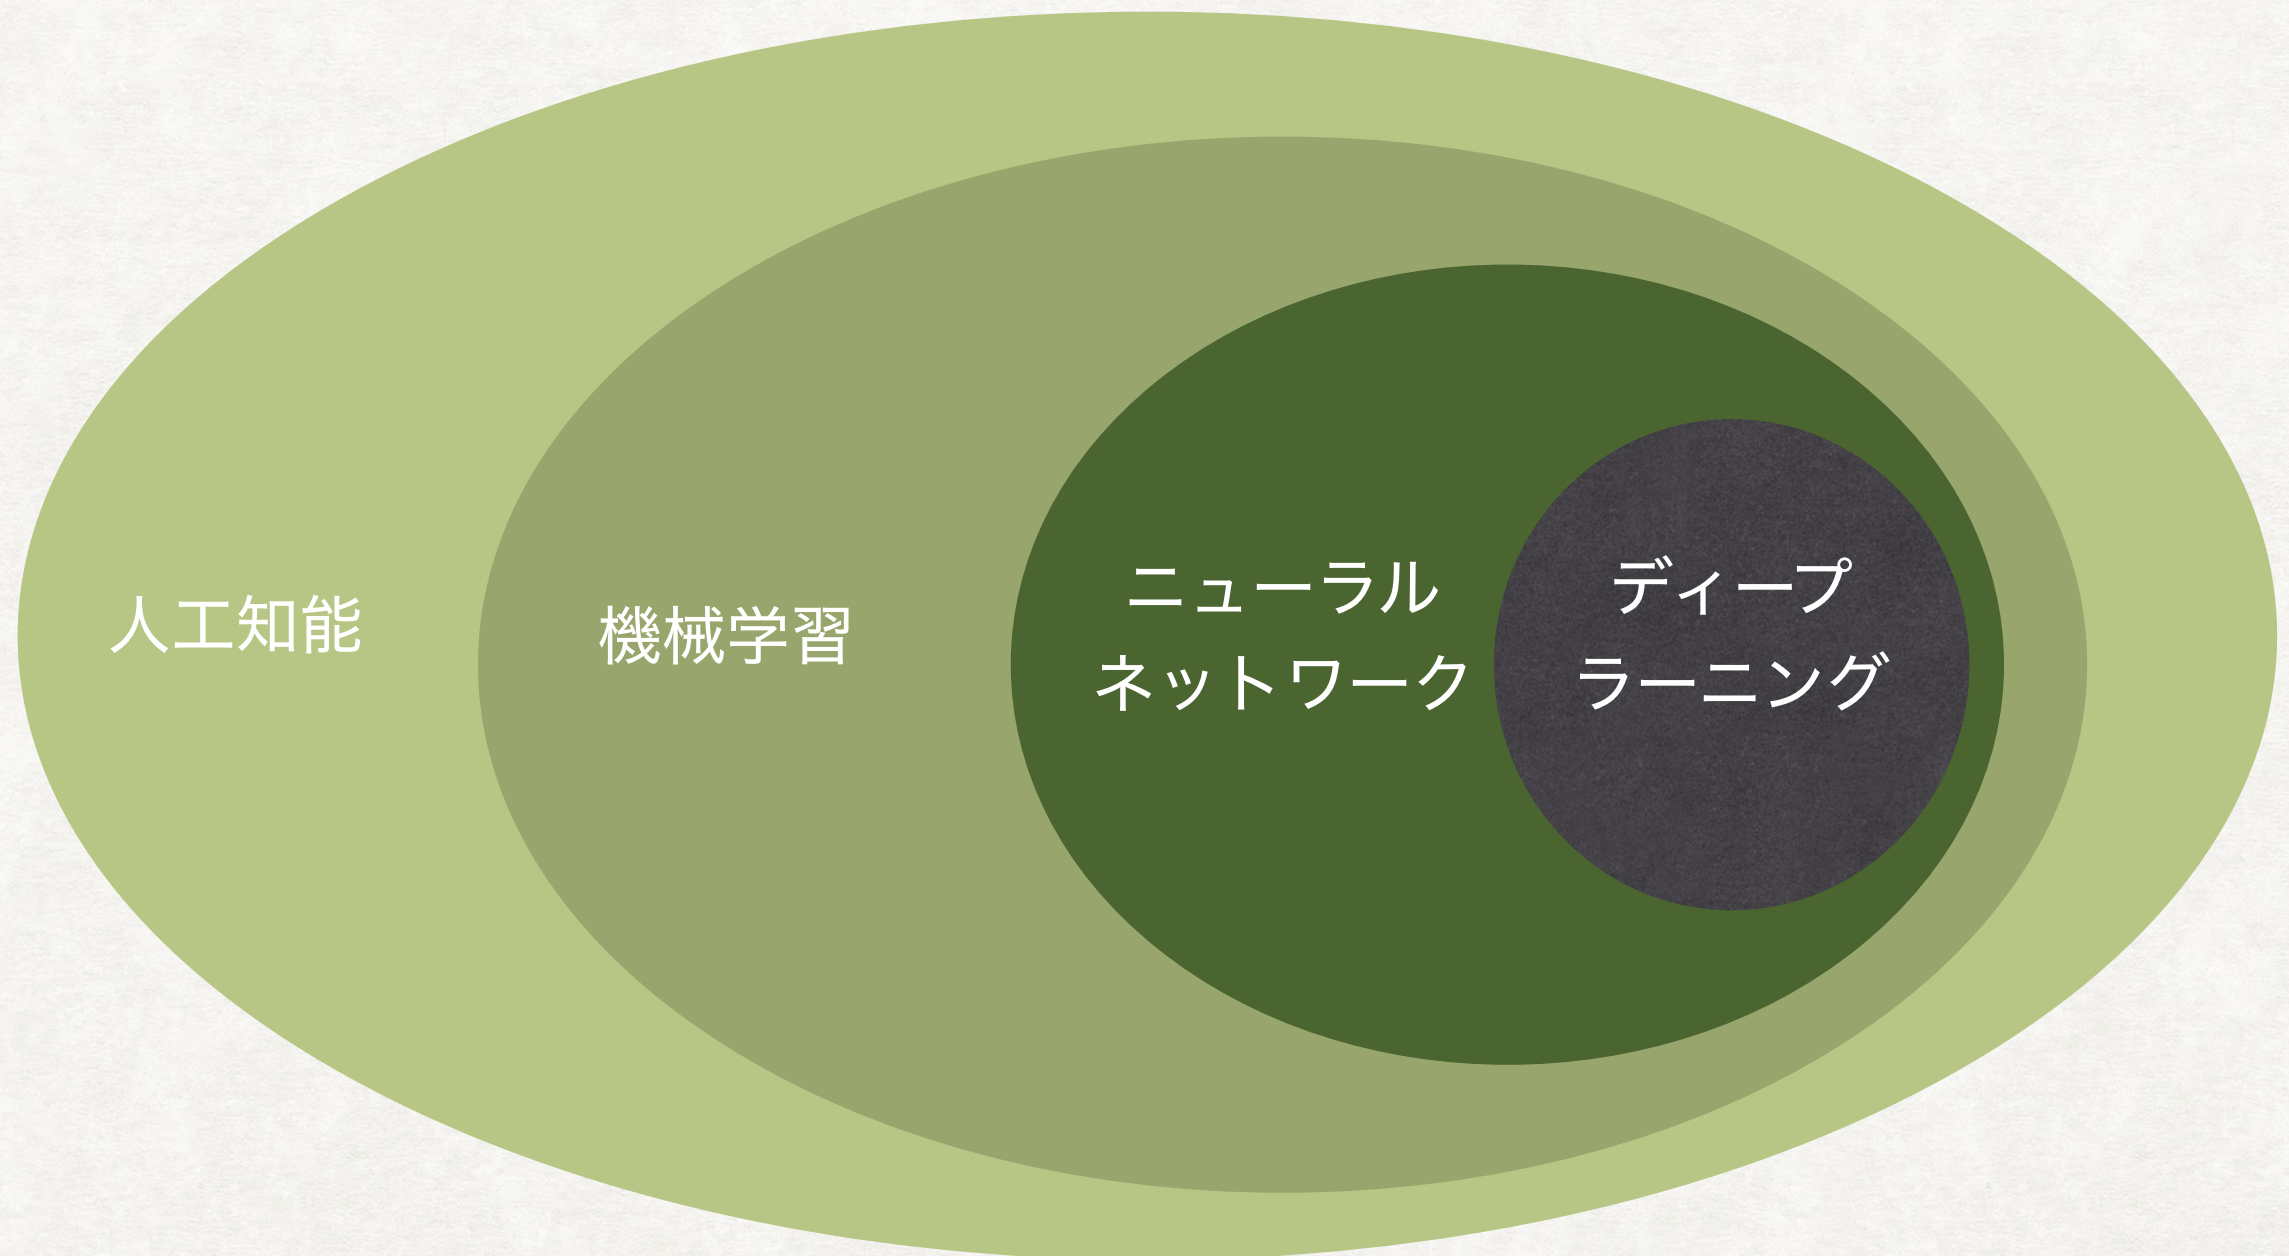 人工知能
機械学習
ニューラル
ネットワーク
ディープ
ラーニング